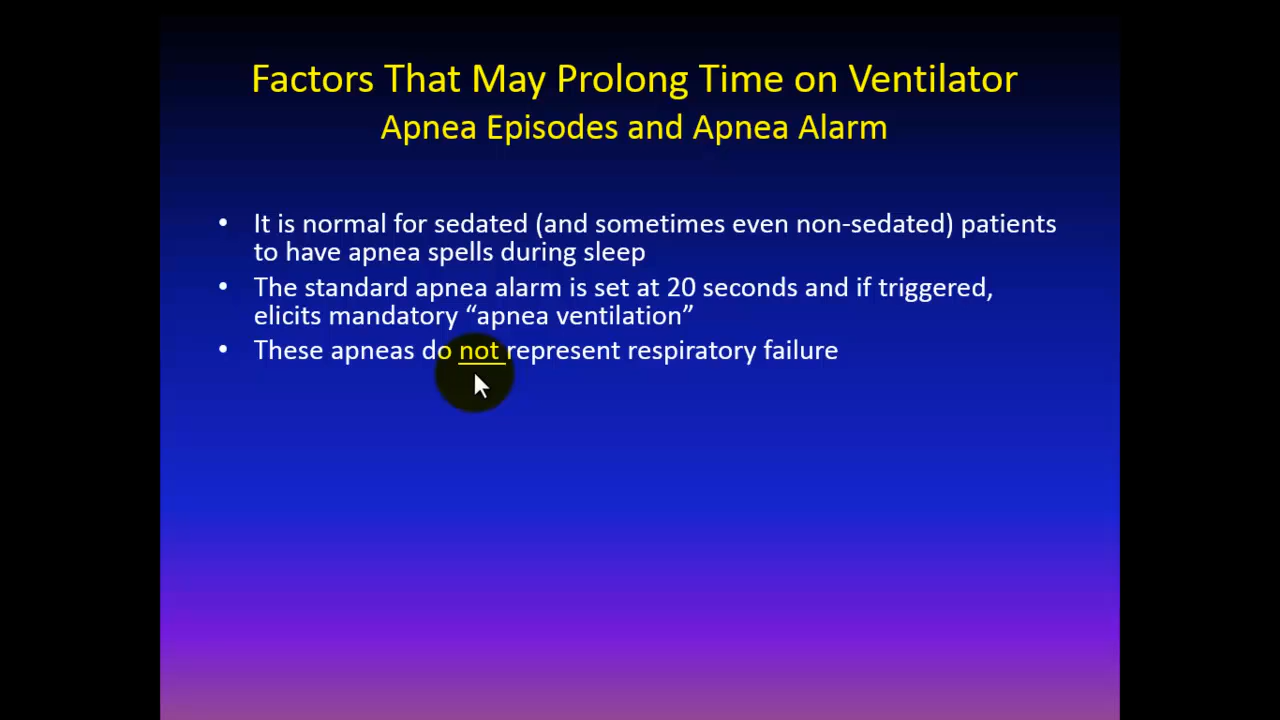 Factors That May Prolong Time on Ventilator
Apnea Episodes and Apnea Alarm
• It is normal for sedated (and sometimes even non-sedated) patients
to have apnea spells during sleep
• The standard apnea alarm is set at 20 seconds and if triggered,
elicits mandatory “apnea ventilation”
• These apneas do not represent respiratory failure